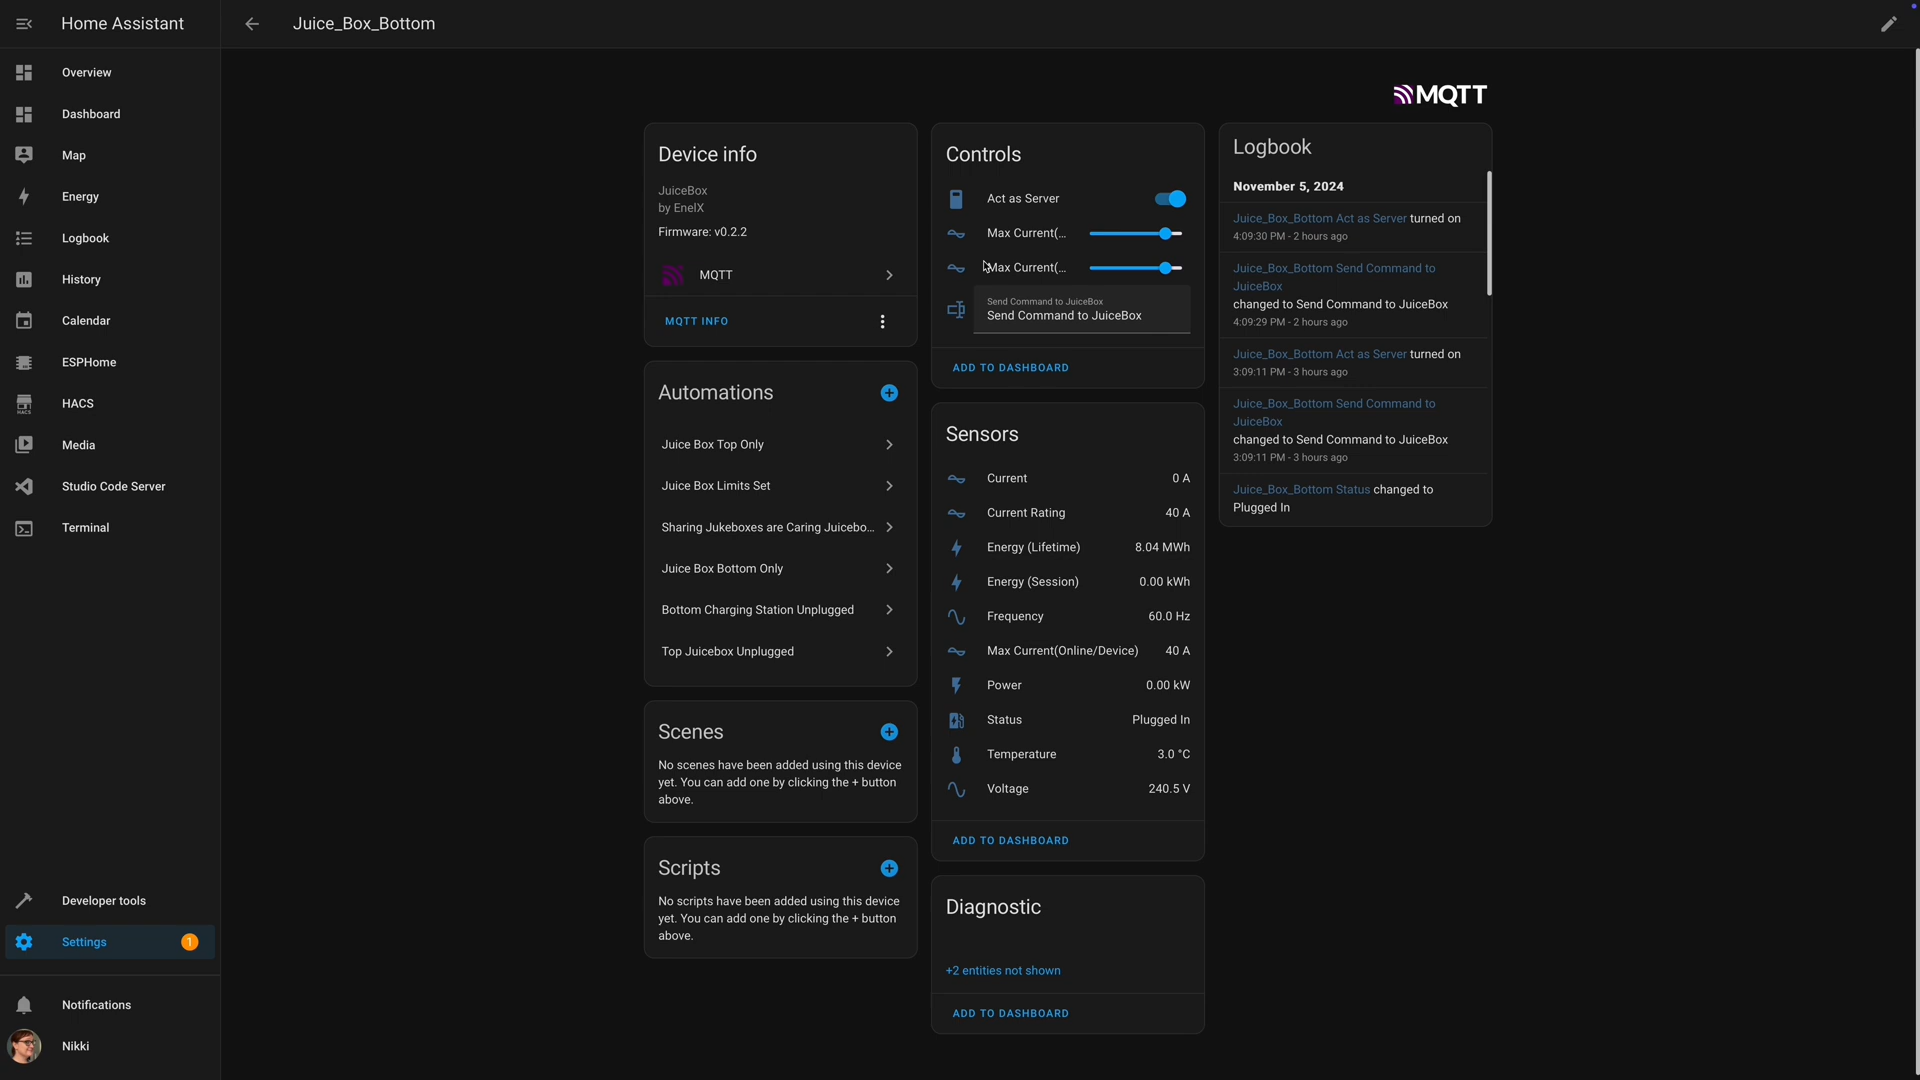 Home Assistant
Juice_Box_Bottom
Overview
Dashboard
Map
Energy
Logbook
History
Calendar
ESPHome
HACS
HACS
Media
Studio Code Server
Terminal
Developer tools
Settings
1
Notifications
Nikki
MQTT
Device info
JuiceBox
by EnelX
Firmware: v0.2.2
MQTT
MQTT INFO
Automations
Juice Box Top Only
Juice Box Limits Set
Sharing Jukeboxes are Caring Juicebo...
Juice Box Bottom Only
Bottom Charging Station Unplugged
Top Juicebox Unplugged
Scenes
No scenes have been added using this device
yet. You can add one by clicking the + button
above.
Scripts
No scripts have been added using this device
yet. You can add one by clicking the + button
above.
Controls
Act as Server
Max Current(...
Max Current(...
Send Command to JuiceBox
Send Command to JuiceBox
ADD TO DASHBOARD
Sensors
Current 0 A
Current Rating 40 A
Energy (Lifetime) 8.04 MWh
Energy (Session) 0.00 kWh
Frequency 60.0 Hz
Max Current(Online/Device) 40 A
Power 0.00 kW
Status Plugged In
Temperature 3.0 °C
Voltage 240.5 V
ADD TO DASHBOARD
Diagnostic
+2 entities not shown
ADD TO DASHBOARD
Logbook
November 5, 2024
Juice_Box_Bottom Act as Server turned on
4:09:30 PM - 2 hours ago
Juice_Box_Bottom Send Command to
JuiceBox
changed to Send Command to JuiceBox
4:09:29 PM - 2 hours ago
Juice_Box_Bottom Act as Server turned on
3:09:11 PM - 3 hours ago
Juice_Box_Bottom Send Command to
JuiceBox
changed to Send Command to JuiceBox
3:09:11 PM - 3 hours ago
Juice_Box_Bottom Status changed to
Plugged In